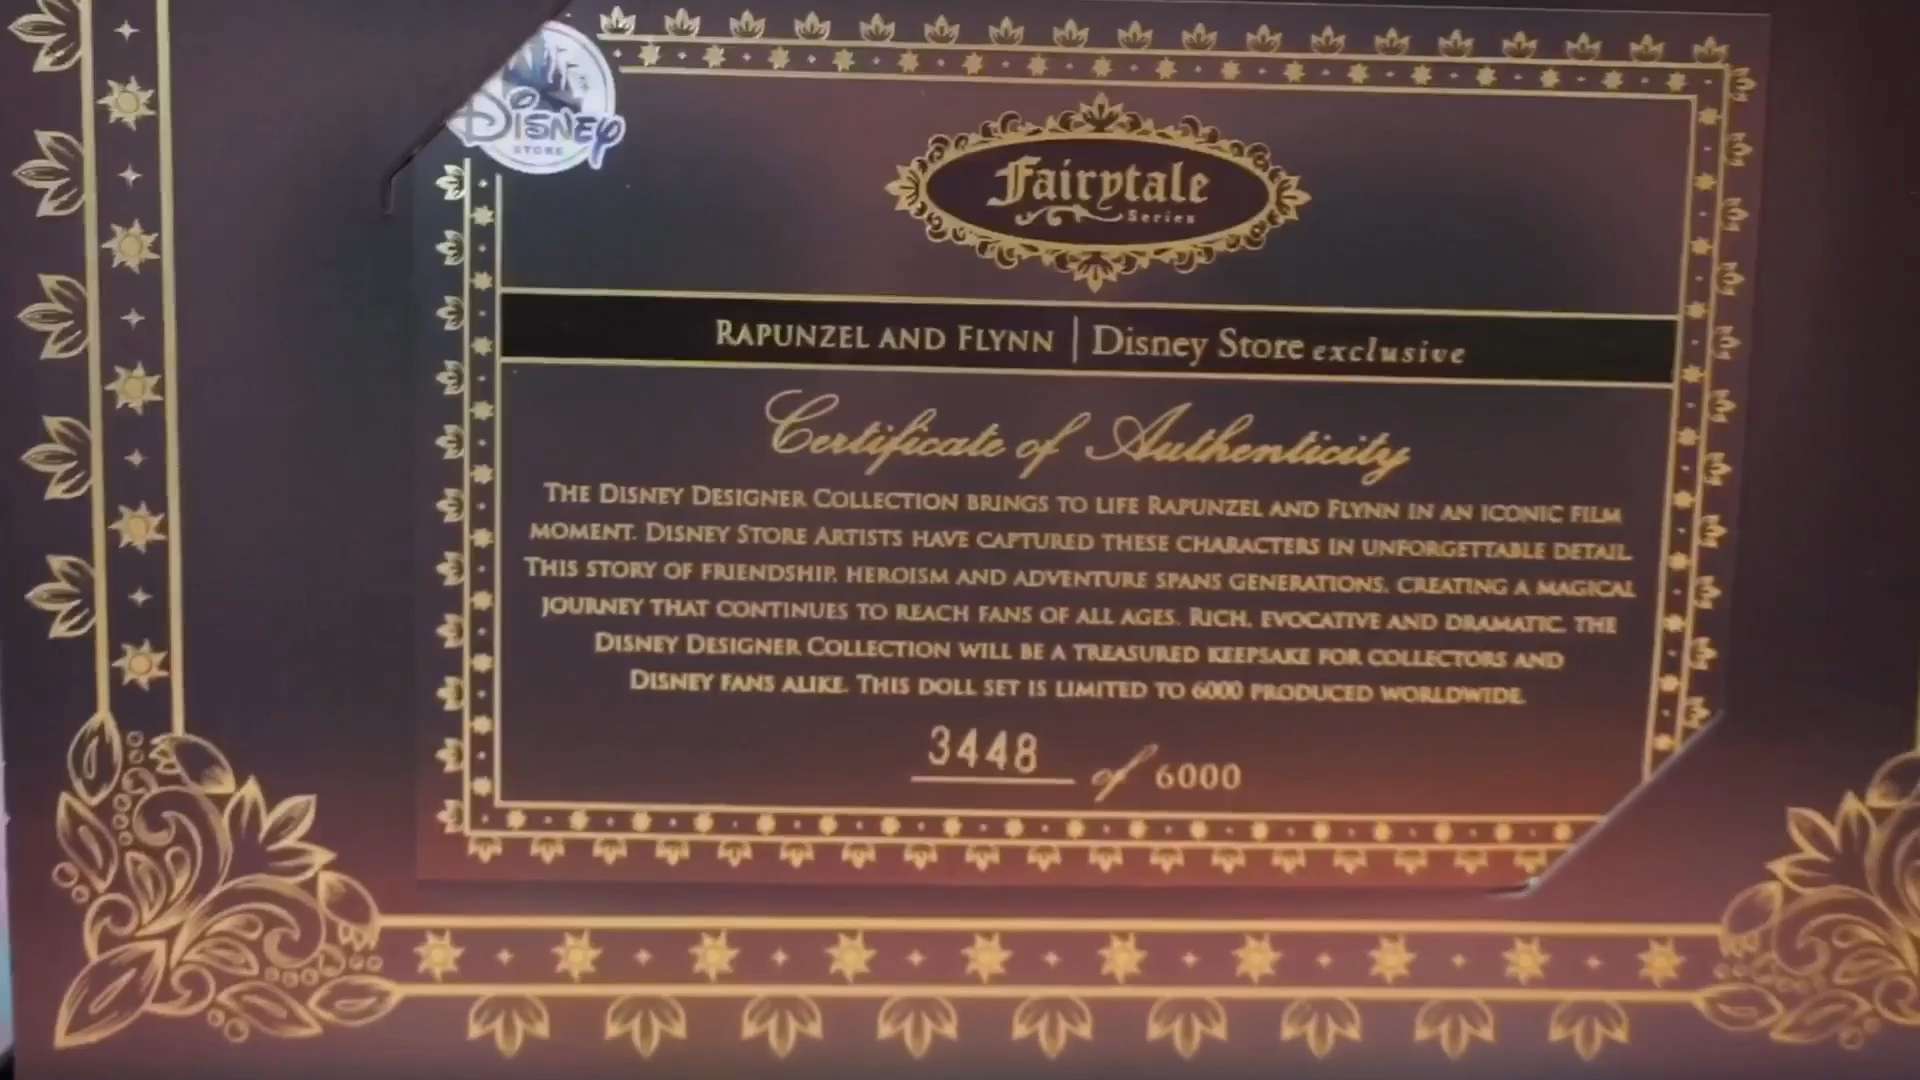 Disney
STORE
Fairytale
Series
RAPUNZEL AND FLYNN | Disney Store exclusive
Certificate of Authenticity
THE DISNEY DESIGNER COLLECTION BRINGS TO LIFE RAPUNZEL AND FLYNN IN AN ICONIC FILM
MOMENT. DISNEY STORE ARTISTS HAVE CAPTURED THESE CHARACTERS IN UNFORGETTABLE DETAIL.
THIS STORY OF FRIENDSHIP, HEROISM AND ADVENTURE SPANS GENERATIONS, CREATING A MAGICAL
JOURNEY THAT CONTINUES TO REACH FANS OF ALL AGES. RICH, EVOCATIVE AND DRAMATIC, THE
DISNEY DESIGNER COLLECTION WILL BE A TREASURED KEEPSAKE FOR COLLECTORS AND
DISNEY FANS ALIKE. THIS DOLL SET IS LIMITED TO 6000 PRODUCED WORLDWIDE.
3448 of 6000